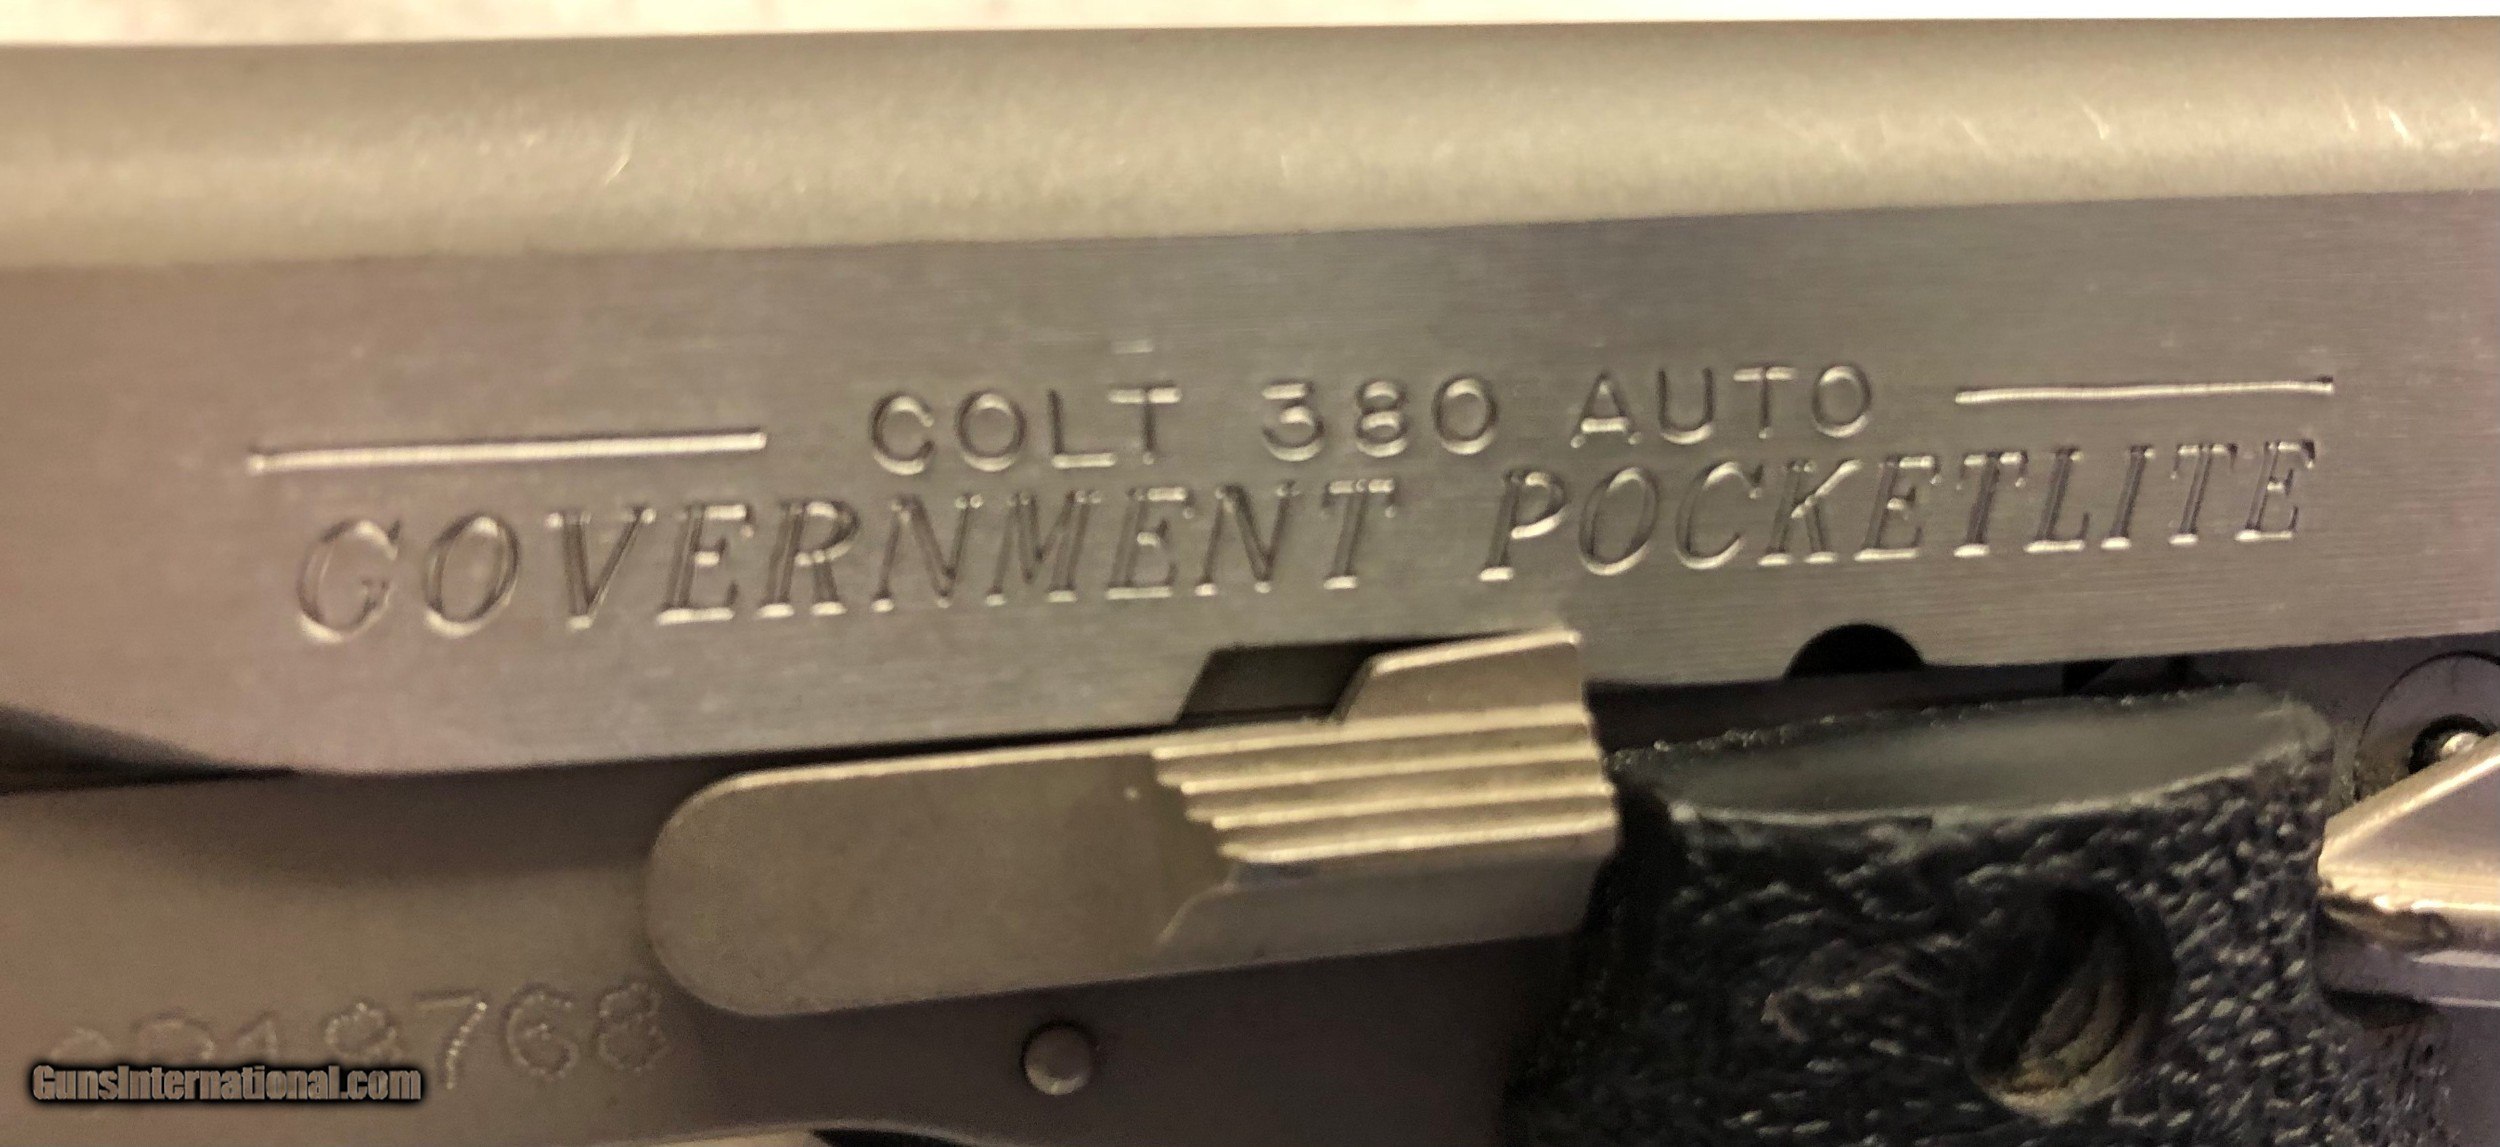 COLT 380 AUTO
GOVERNMENT POCKETLITE
GunsInternational.com